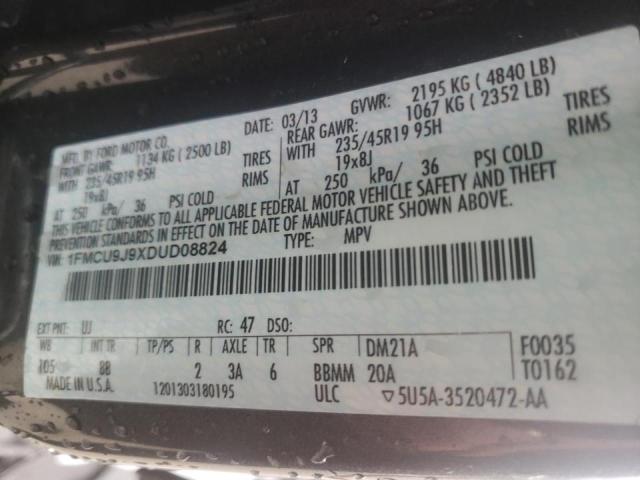 MFD. BY FORD MOTOR CO.
DATE: 03/13 GVWR: 2195 KG ( 4840 LB)
FRONT GAWR: 1134 KG ( 2500 LB)
REAR GAWR: 1067 KG ( 2352 LB)
WITH 235/45R19 95H TIRES
WITH 235/45R19 95H TIRES
19x8J RIMS
19x8J RIMS
AT 250 kPa/ 36 PSI COLD
AT 250 kPa/ 36 PSI COLD
THIS VEHICLE CONFORMS TO ALL APPLICABLE FEDERAL MOTOR VEHICLE SAFETY AND THEFT
PREVENTION STANDARDS IN EFFECT ON THE DATE OF MANUFACTURE SHOWN ABOVE.
VIN: 1FMCU9J9XDUD08824 TYPE: MPV
EXT PNT: UJ RC: 47 DSO:
WB INT TR TP/PS R AXLE TR SPR DM21A F0035
105 88 2 3A 6 BBMM 20A T0162
MADE IN U.S.A. 1201303180195 ULC ▽5U5A-3520472-AA